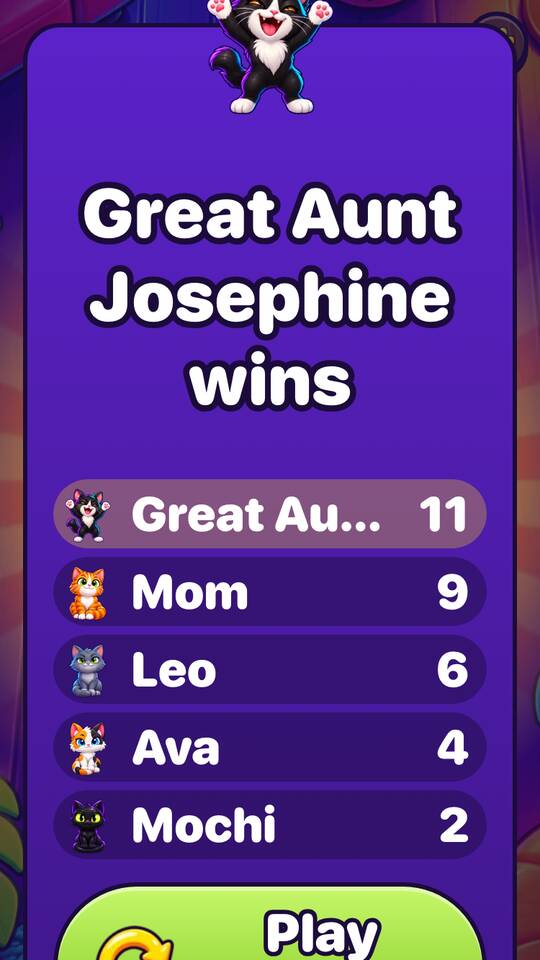 Great Aunt
Josephine
wins
Great Au... 11
Mom 9
Leo 6
Ava 4
Mochi 2
Play